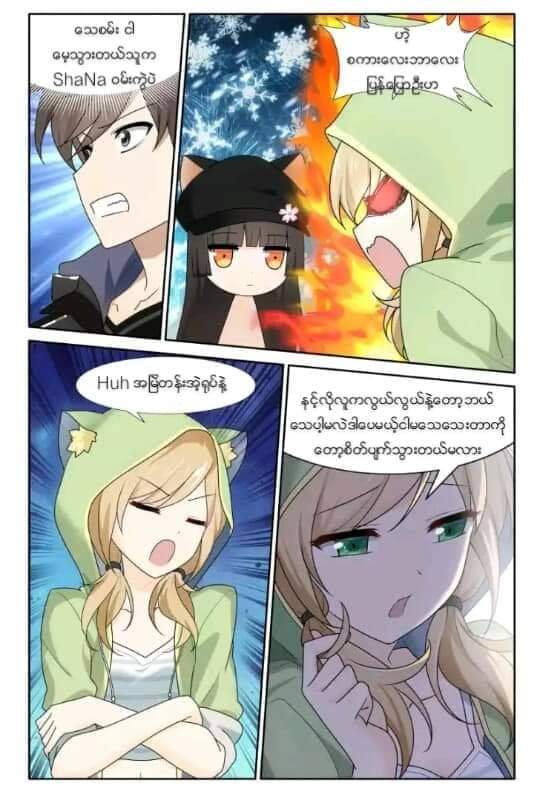 သေစမ်း ငါ
မေ့သွားတယ်သူက
ShaNa ဝမ်းကွဲပဲ
ဟဲ့
စကားလေးဘာလေး
ပြန်ပြောဦးဟ
Huh အမြဲတန်းအဲ့ရုပ်နဲ့
နင့်လိုလူကလွယ်လွယ်နဲ့တော့ဘယ်
သေပါ့မလဲဒါပေမယ့်ငါမသေသေးတာကို
တော့စိတ်ပျက်သွားတယ်မလား